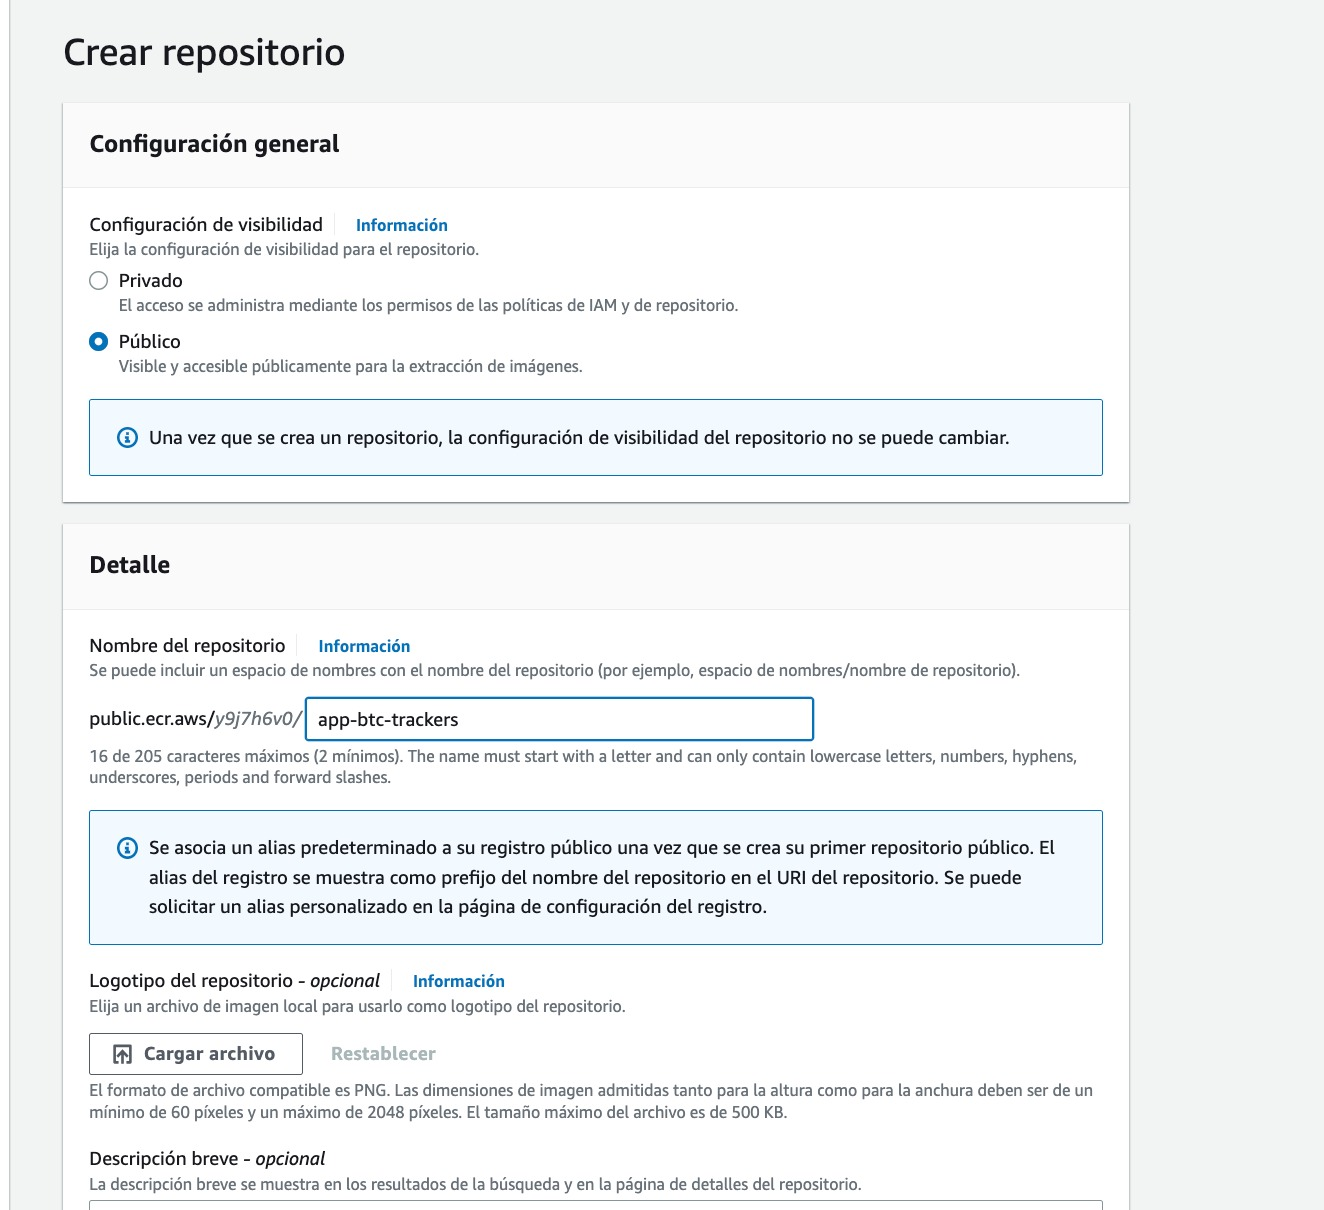 Crear repositorio
Configuración general
Configuración de visibilidad Información
Elija la configuración de visibilidad para el repositorio.
Privado
El acceso se administra mediante los permisos de las políticas de IAM y de repositorio.
Público
Visible y accesible públicamente para la extracción de imágenes.
Una vez que se crea un repositorio, la configuración de visibilidad del repositorio no se puede cambiar.
Detalle
Nombre del repositorio Información
Se puede incluir un espacio de nombres con el nombre del repositorio (por ejemplo, espacio de nombres/nombre de repositorio).
public.ecr.aws/y9j7h6v0/ app-btc-trackers
16 de 205 caracteres máximos (2 mínimos). The name must start with a letter and can only contain lowercase letters, numbers, hyphens,
underscores, periods and forward slashes.
Se asocia un alias predeterminado a su registro público una vez que se crea su primer repositorio público. El
alias del registro se muestra como prefijo del nombre del repositorio en el URI del repositorio. Se puede
solicitar un alias personalizado en la página de configuración del registro.
Logotipo del repositorio - opcional Información
Elija un archivo de imagen local para usarlo como logotipo del repositorio.
Cargar archivo Restablecer
El formato de archivo compatible es PNG. Las dimensiones de imagen admitidas tanto para la altura como para la anchura deben ser de un
mínimo de 60 píxeles y un máximo de 2048 píxeles. El tamaño máximo del archivo es de 500 KB.
Descripción breve - opcional
La descripción breve se muestra en los resultados de la búsqueda y en la página de detalles del repositorio.